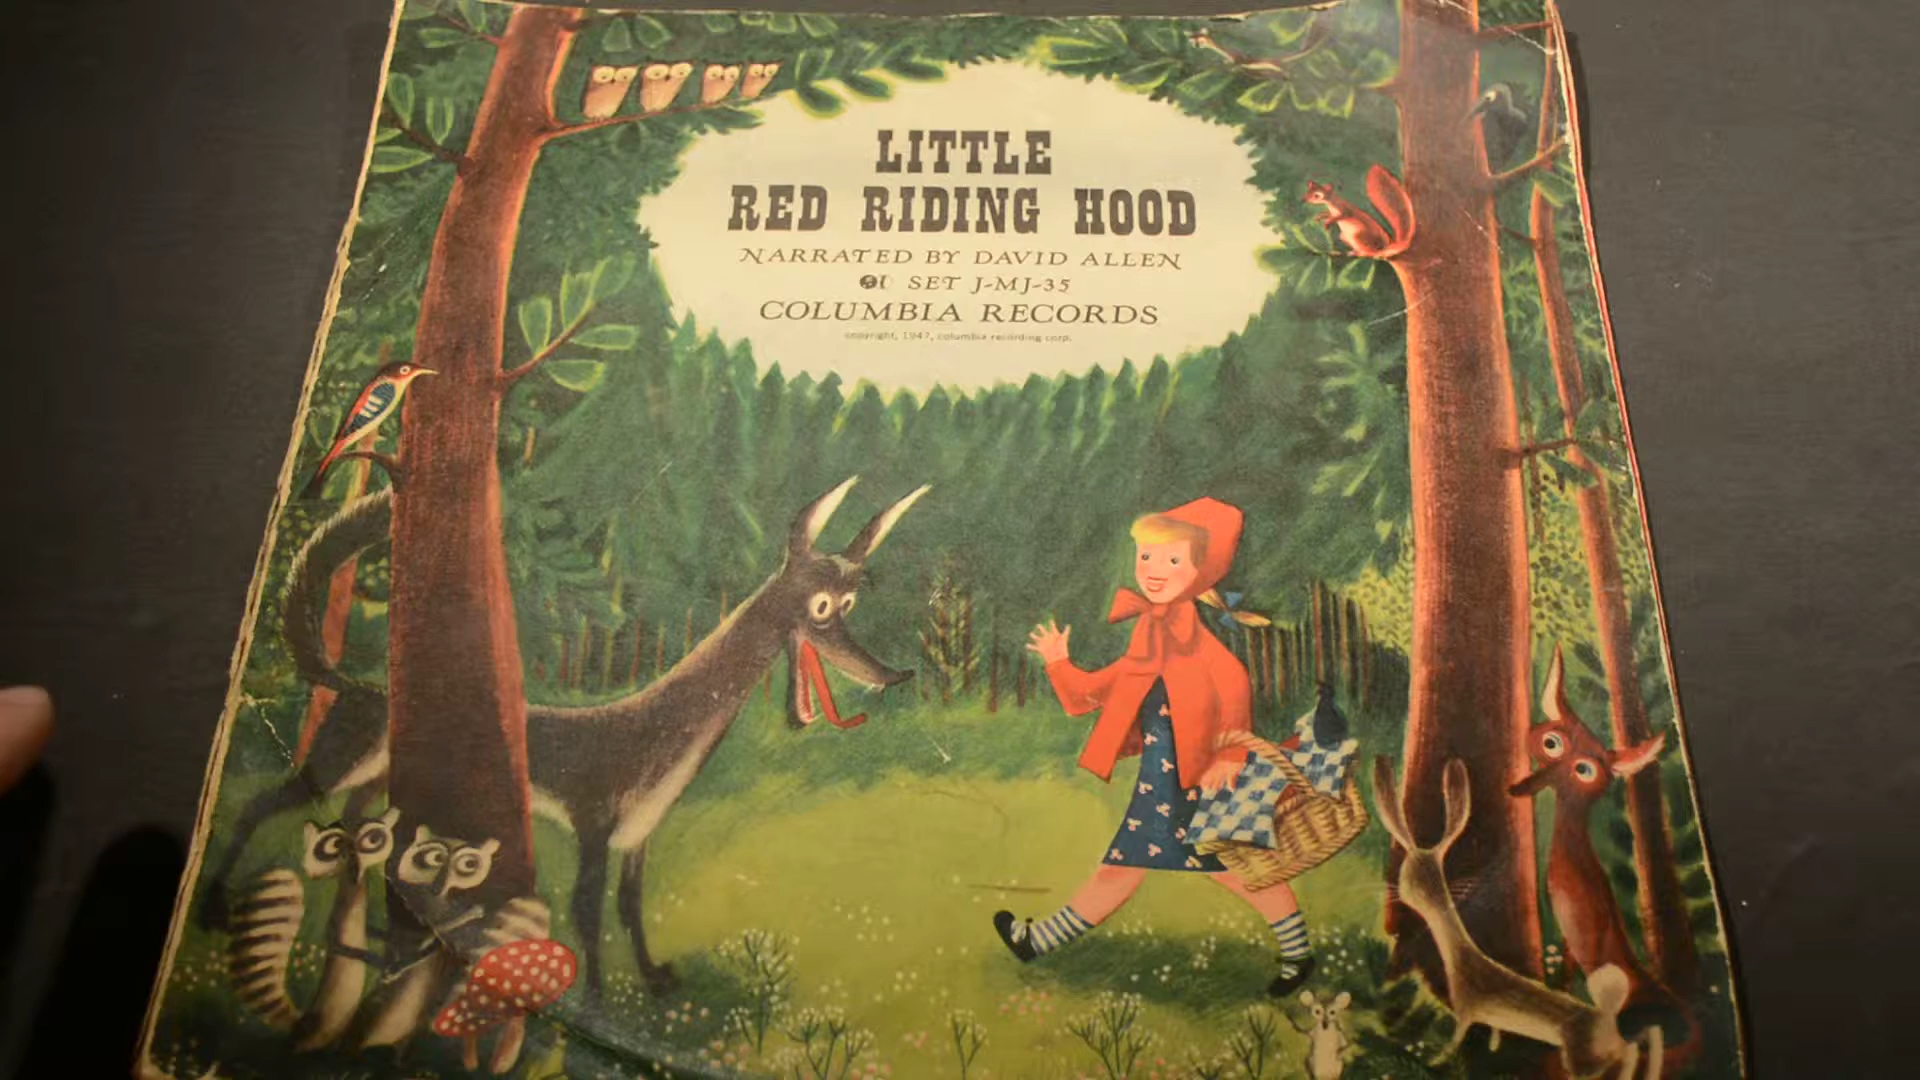 LITTLE
RED RIDING HOOD
NARRATED BY DAVID ALLEN
SET J-MJ-35
COLUMBIA RECORDS
copyright, 1947, columbia recording corp.